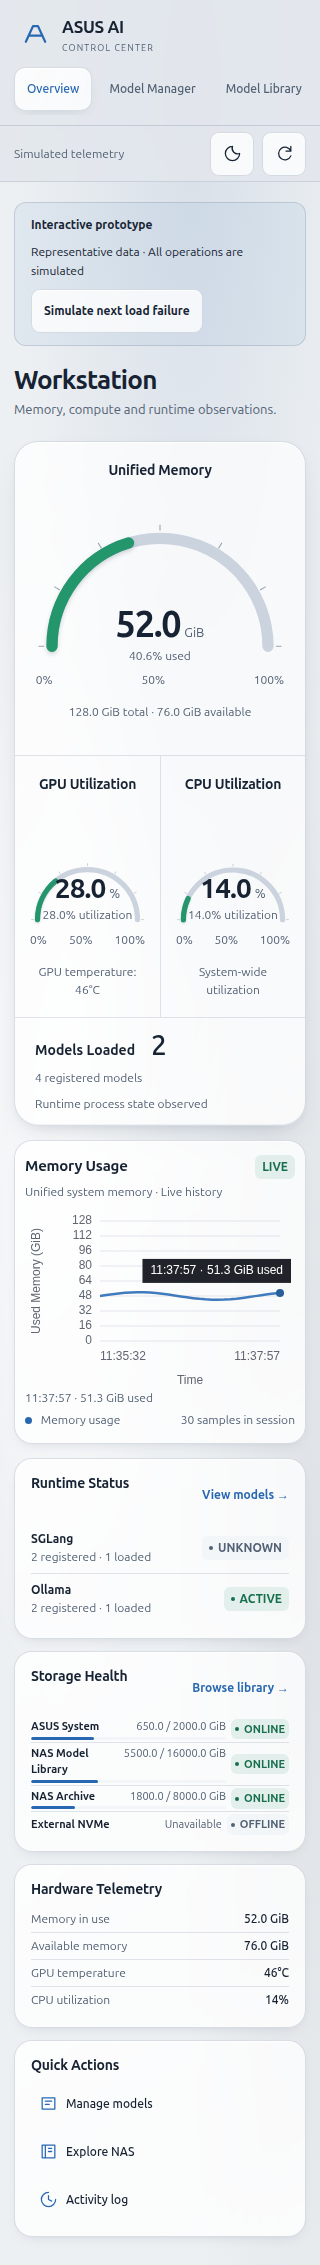 ASUS AI
CONTROL CENTER
Overview
Model Manager
Model Library
Simulated telemetry
Interactive prototype
Representative data · All operations are
simulated
Simulate next load failure
Workstation
Memory, compute and runtime observations.
Unified Memory
52.0 GiB
40.6% used
0%
50%
100%
128.0 GiB total · 76.0 GiB available
GPU Utilization
28.0 %
28.0% utilization
0%
50%
100%
GPU temperature:
46°C
CPU Utilization
14.0 %
14.0% utilization
0%
50%
100%
System-wide
utilization
Models Loaded 2
4 registered models
Runtime process state observed
Memory Usage
LIVE
Unified system memory · Live history
Used Memory (GiB)
128
112
96
80
64
48
32
16
0
11:37:57 · 51.3 GiB used
11:35:32
11:37:57
Time
11:37:57 · 51.3 GiB used
Memory usage
30 samples in session
Runtime Status
View models →
SGLang
2 registered · 1 loaded
UNKNOWN
Ollama
2 registered · 1 loaded
ACTIVE
Storage Health
Browse library →
ASUS System
650.0 / 2000.0 GiB
ONLINE
NAS Model
Library
5500.0 / 16000.0 GiB
ONLINE
NAS Archive
1800.0 / 8000.0 GiB
ONLINE
External NVMe
Unavailable
OFFLINE
Hardware Telemetry
Memory in use
52.0 GiB
Available memory
76.0 GiB
GPU temperature
46°C
CPU utilization
14%
Quick Actions
Manage models
Explore NAS
Activity log